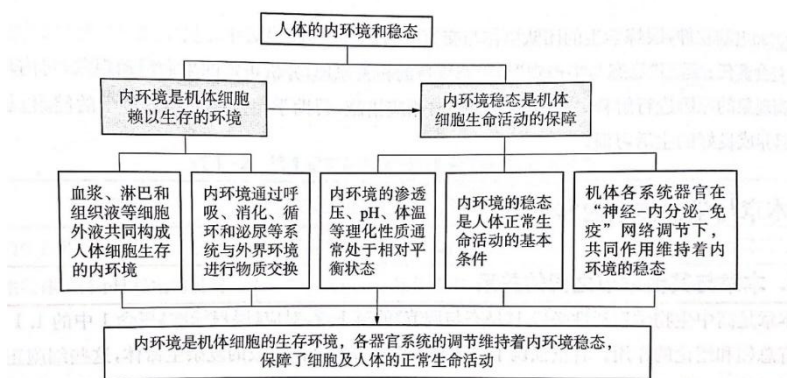 人体的内环境和稳态
内环境是机体细胞
赖以生存的环境
内环境稳态是机体
细胞生命活动的保障
血浆、淋巴和
组织液等细胞
外液共同构成
人体细胞生存
的内环境
内环境通过呼
吸、消化、循
环和泌尿等系
统与外界环境
进行物质交换
内环境的渗透
压、pH、体温
等理化性质通
常处于相对平
衡状态
内环境的稳态
是人体正常生
命活动的基本
条件
机体各系统器官在
“神经-内分泌-免
疫”网络调节下，
共同作用维持着内
环境的稳态
内环境是机体细胞的生存环境，各器官系统的调节维持着内环境稳态，
保障了细胞及人体的正常生命活动